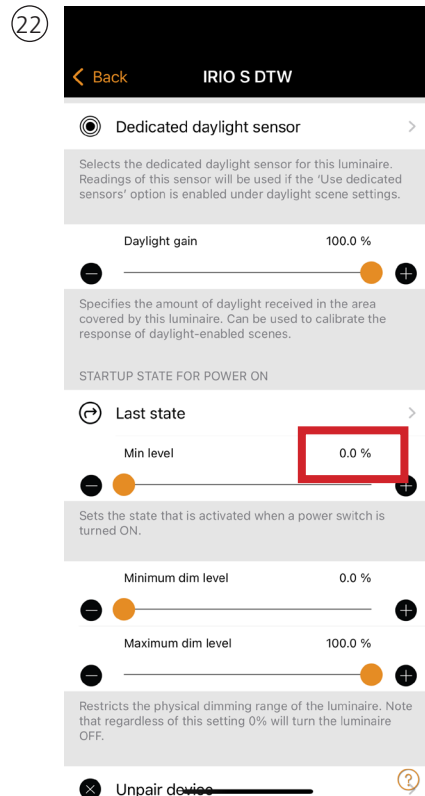 22
Back IRIO S DTW
Dedicated daylight sensor
Selects the dedicated daylight sensor for this luminaire.
Readings of this sensor will be used if the 'Use dedicated
sensors' option is enabled under daylight scene settings.
Daylight gain 100.0 %
Specifies the amount of daylight received in the area
covered by this luminaire. Can be used to calibrate the
response of daylight-enabled scenes.
STARTUP STATE FOR POWER ON
Last state
Min level 0.0 %
Sets the state that is activated when a power switch is
turned ON.
Minimum dim level 0.0 %
Maximum dim level 100.0 %
Restricts the physical dimming range of the luminaire. Note
that regardless of this setting 0% will turn the luminaire
OFF.
Unpair device
?